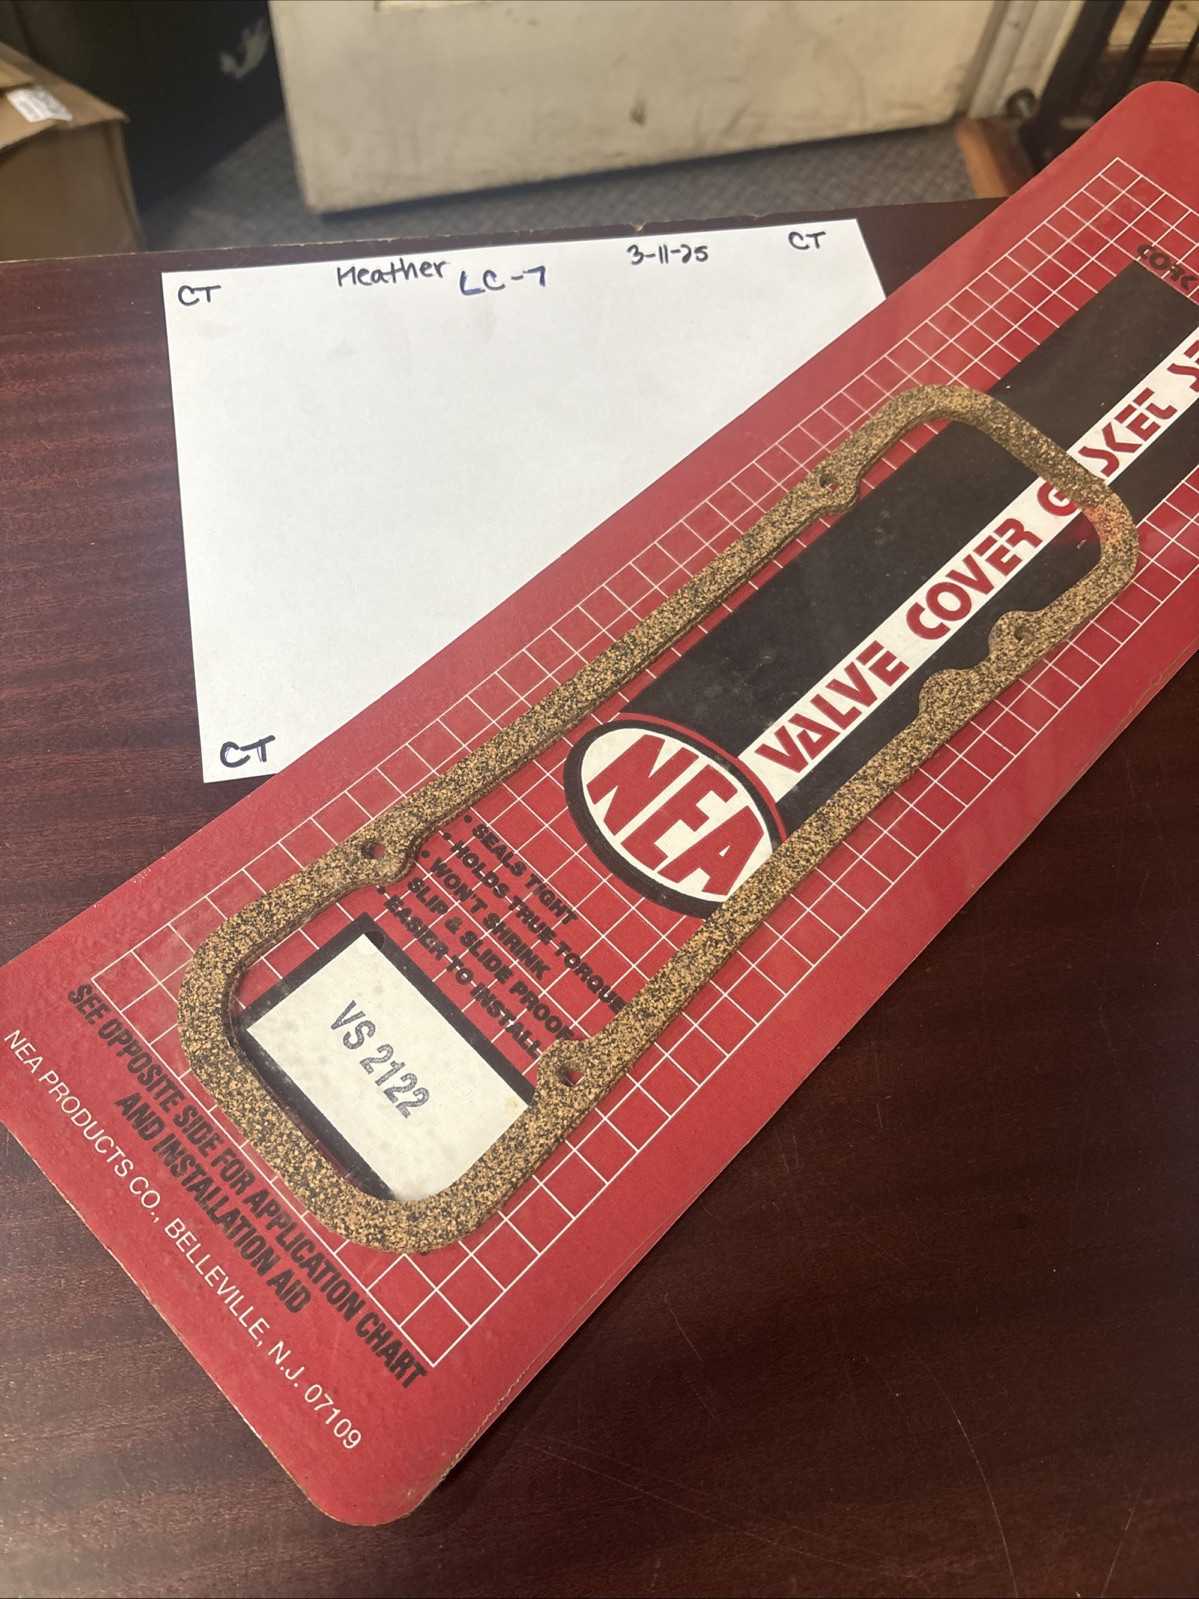 CT
Heather LC-7
3-11-25
CT
CT
VALVE COVER GASKET
NEA
• SEALS TIGHT
• HOLDS TRUE TORQUE
• WON'T SHRINK
SLIP & SLIDE PROOF
• EASIER TO INSTALL
VS 2122
SEE OPPOSITE SIDE FOR APPLICATION CHART
AND INSTALLATION AID
NEA PRODUCTS CO., BELLEVILLE, N.J. 07109